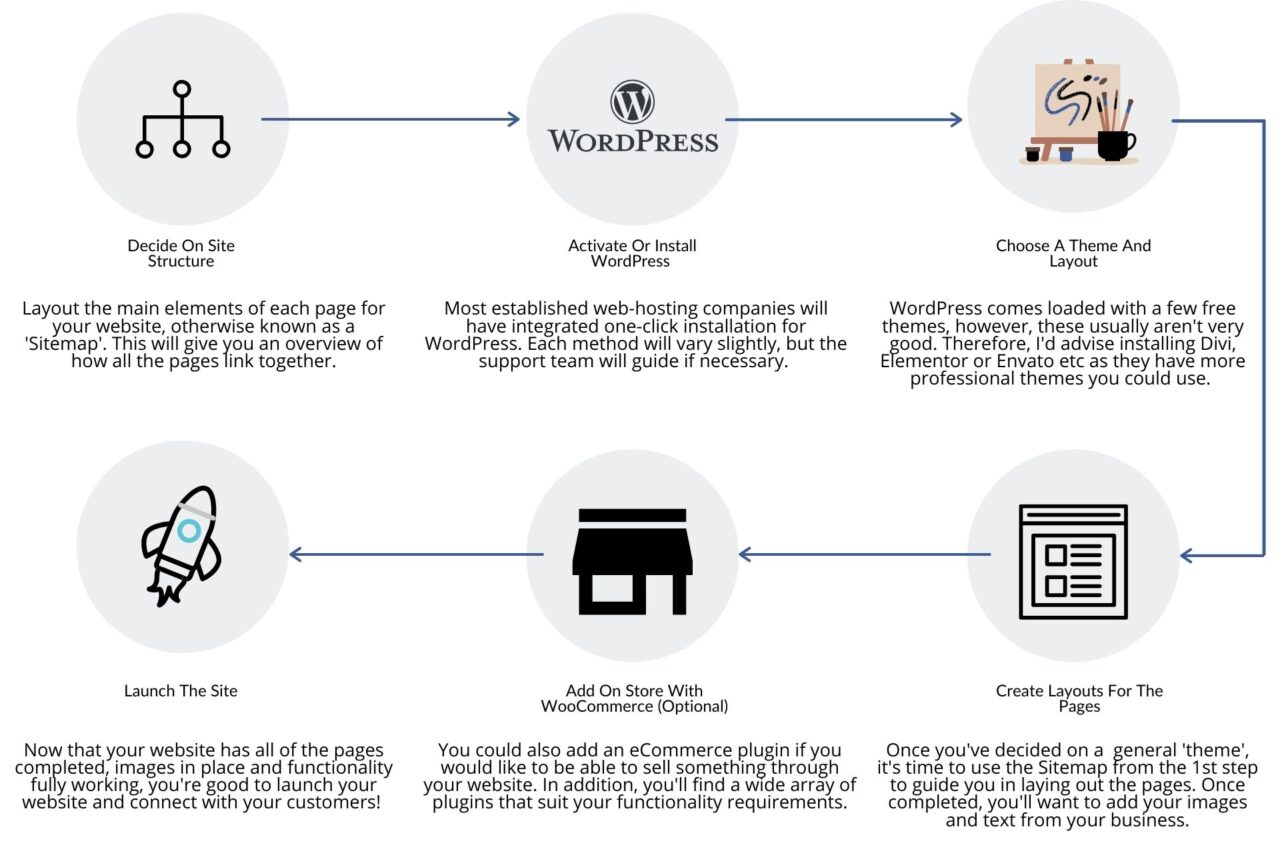 WORDPRESS
Decide On Site
Structure
Layout the main elements of each page for
your website, otherwise known as a
'Sitemap'. This will give you an overview of
how all the pages link together.
Activate Or Install
WordPress
Most established web-hosting companies will
have integrated one-click installation for
WordPress. Each method will vary slightly, but the
support team will guide if necessary.
Choose A Theme And
Layout
WordPress comes loaded with a few free
themes, however, these usually aren't very
good. Therefore, I'd advise installing Divi,
Elementor or Envato etc as they have more
professional themes you could use.
Launch The Site
Now that your website has all of the pages
completed, images in place and functionality
fully working, you're good to launch your
website and connect with your customers!
Add On Store With
WooCommerce (Optional)
You could also add an eCommerce plugin if you
would like to be able to sell something through
your website. In addition, you'll find a wide array of
plugins that suit your functionality requirements.
Create Layouts For The
Pages
Once you've decided on a  general 'theme',
it's time to use the Sitemap from the 1st step
to guide you in laying out the pages. Once
completed, you'll want to add your images
and text from your business.